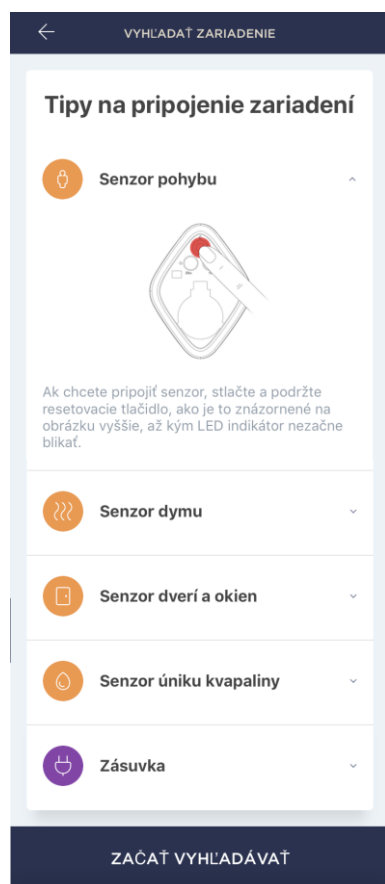 VYHĽADAŤ ZARIADENIE
Tipy na pripojenie zariadení
Senzor pohybu
Ak chcete pripojiť senzor, stlačte a podržte
resetovacie tlačidlo, ako je to znázornené na
obrázku vyššie, až kým LED indikátor nezačne
blikať.
Senzor dymu
Senzor dverí a okien
Senzor úniku kvapaliny
Zásuvka
ZAČAŤ VYHĽADÁVAŤ